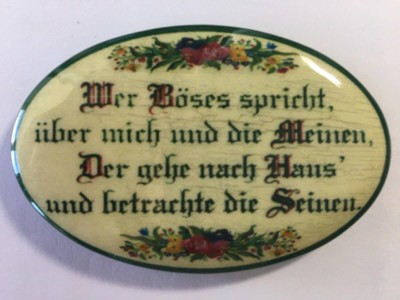 Wer Böses spricht,
über mich und die Meinen,
Der gehe nach Haus'
und betrachte die Seinen.